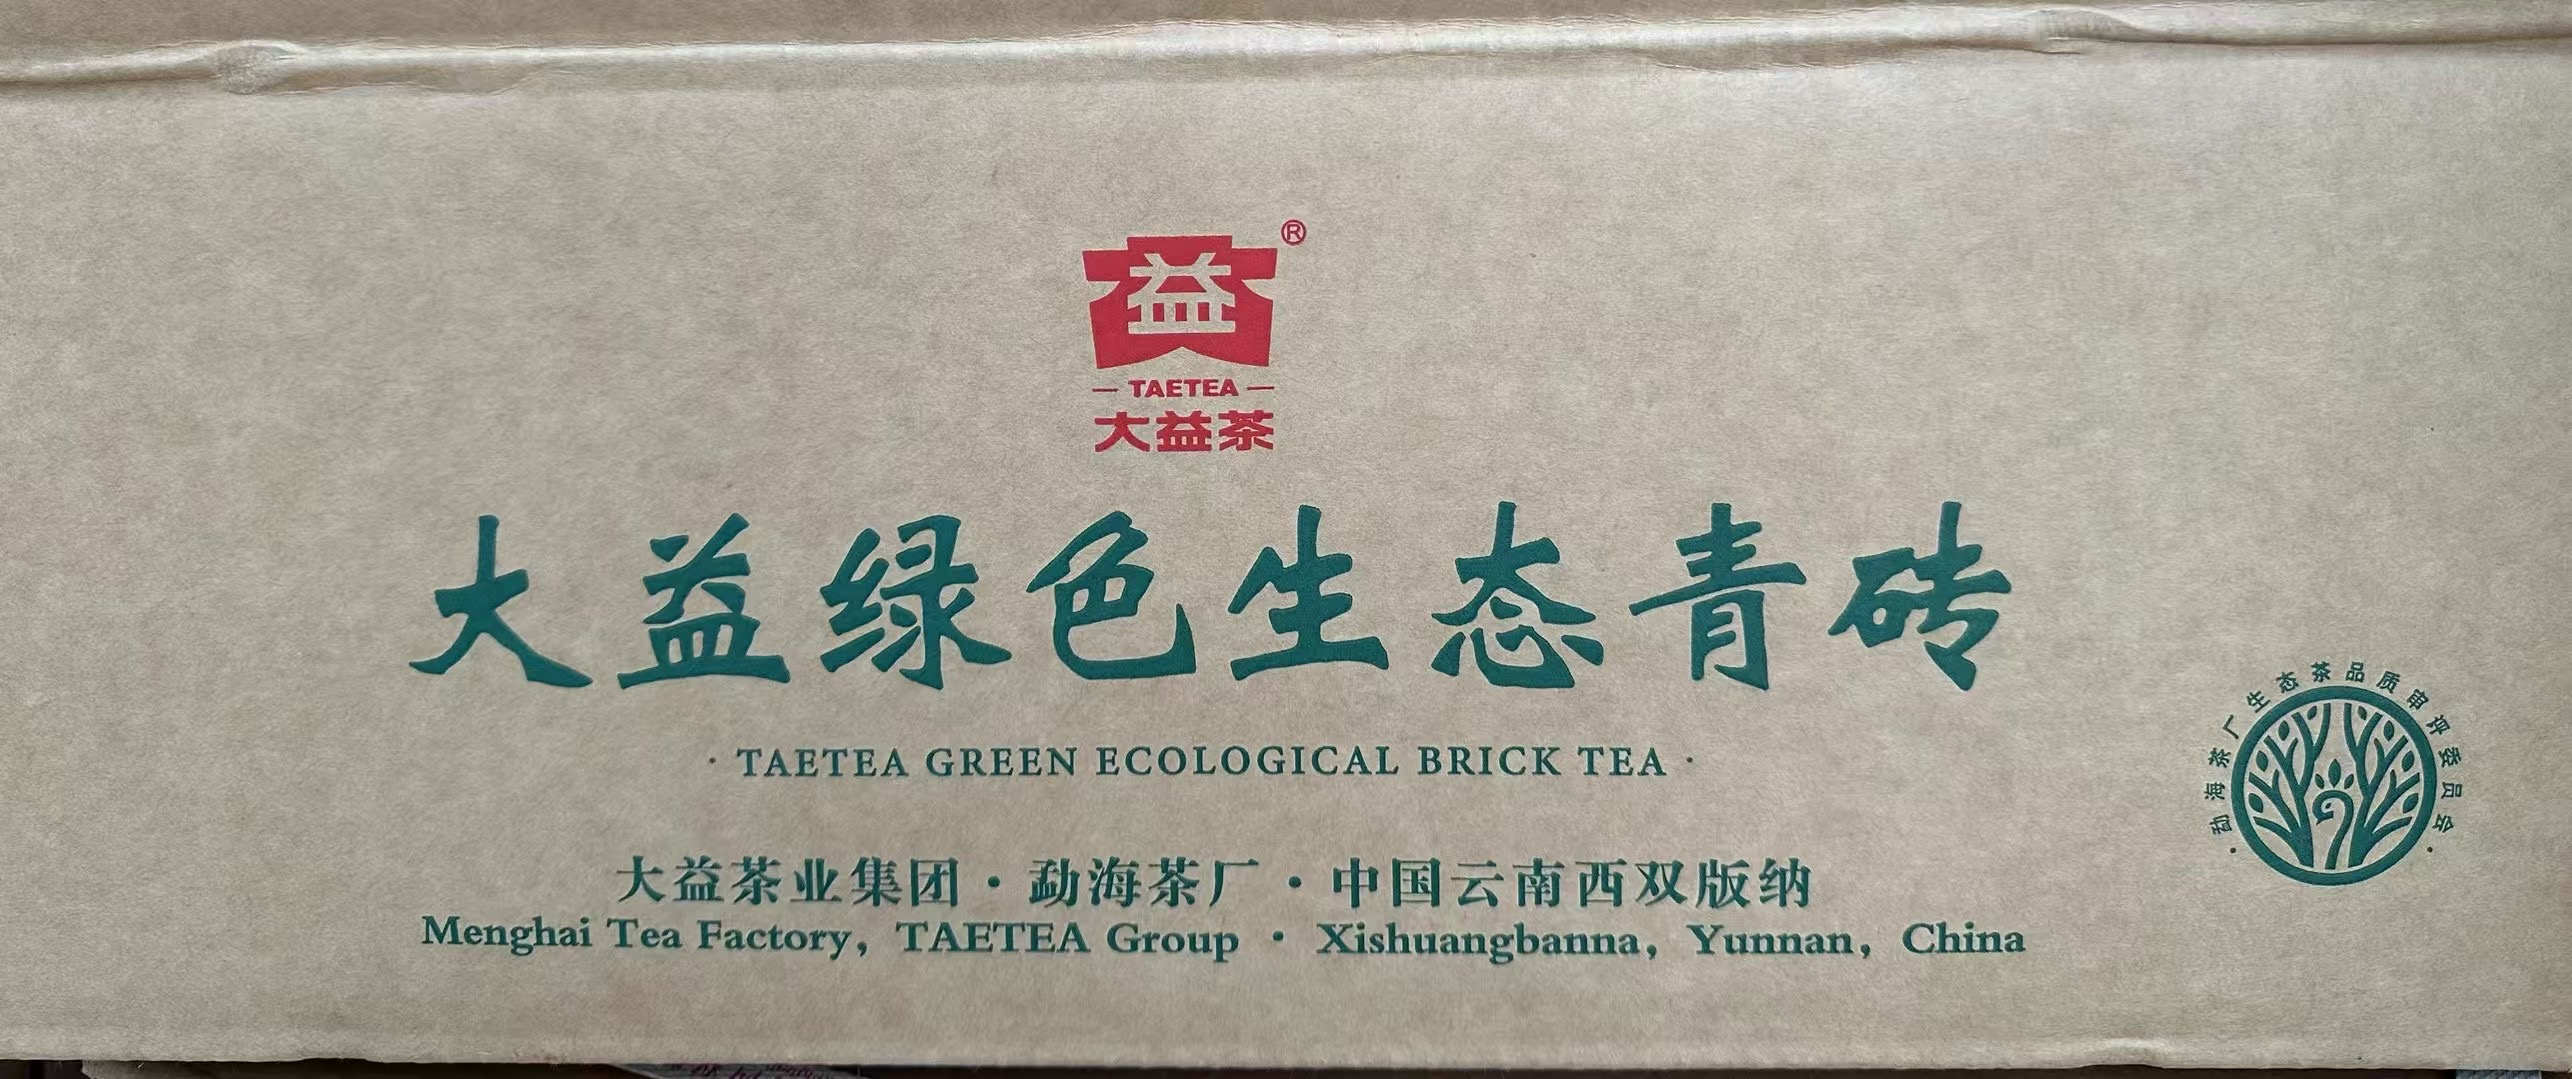 益®
TAETEA
大益茶
大益绿色生态青砖
· TAETEA GREEN ECOLOGICAL BRICK TEA ·
· 勐海茶厂生态茶品质审评委员会 ·
大益茶业集团 · 勐海茶厂 · 中国云南西双版纳
Menghai Tea Factory, TAETEA Group · Xishuangbanna, Yunnan, China